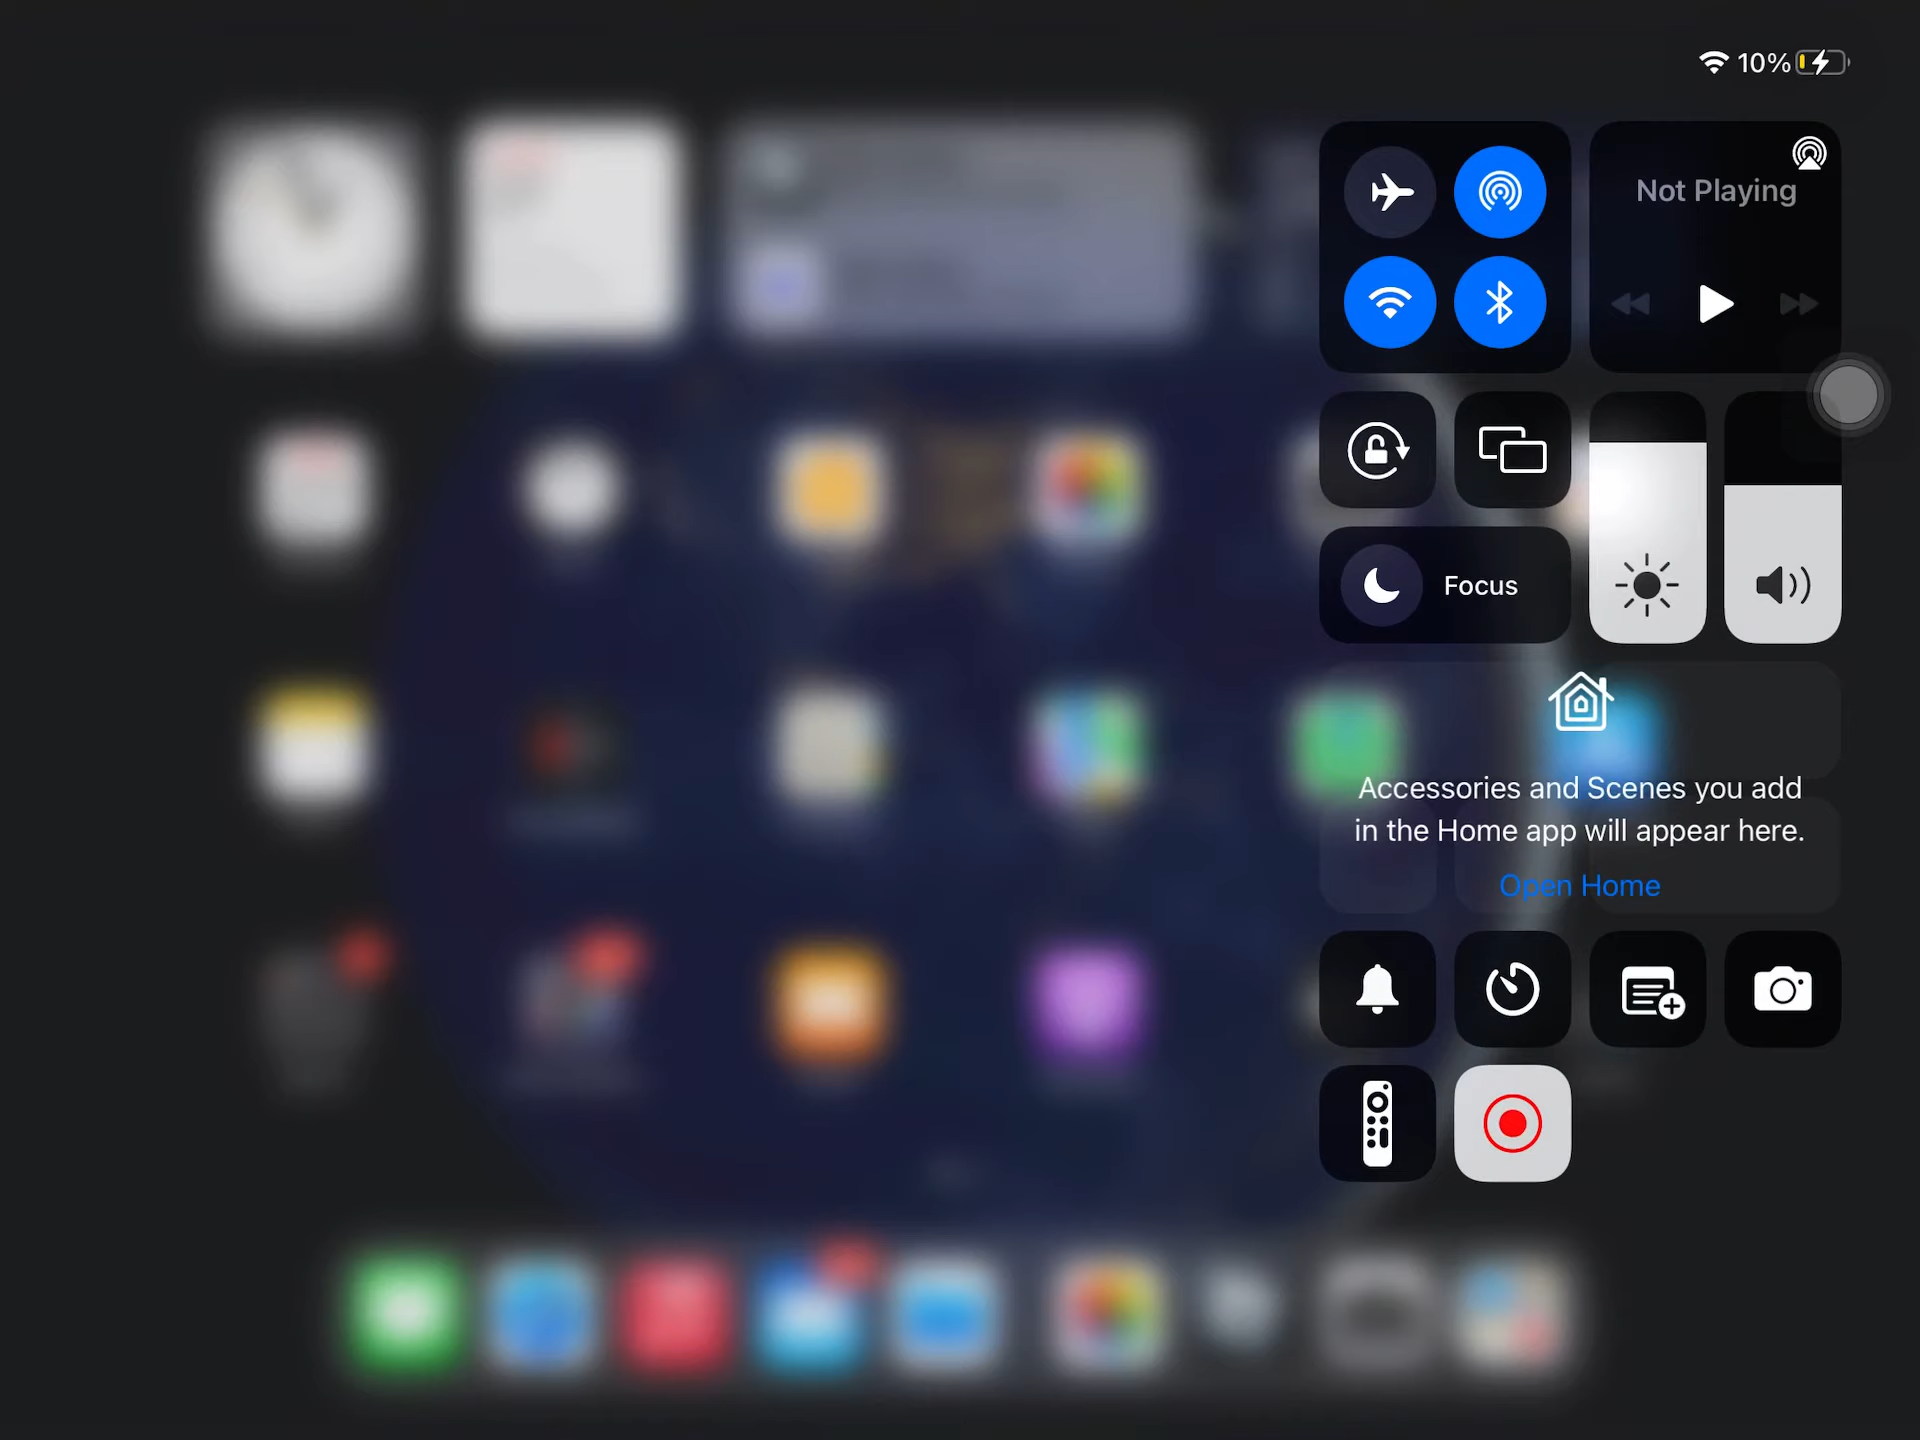 10%
Not Playing
Focus
Accessories and Scenes you add
in the Home app will appear here.
Open Home